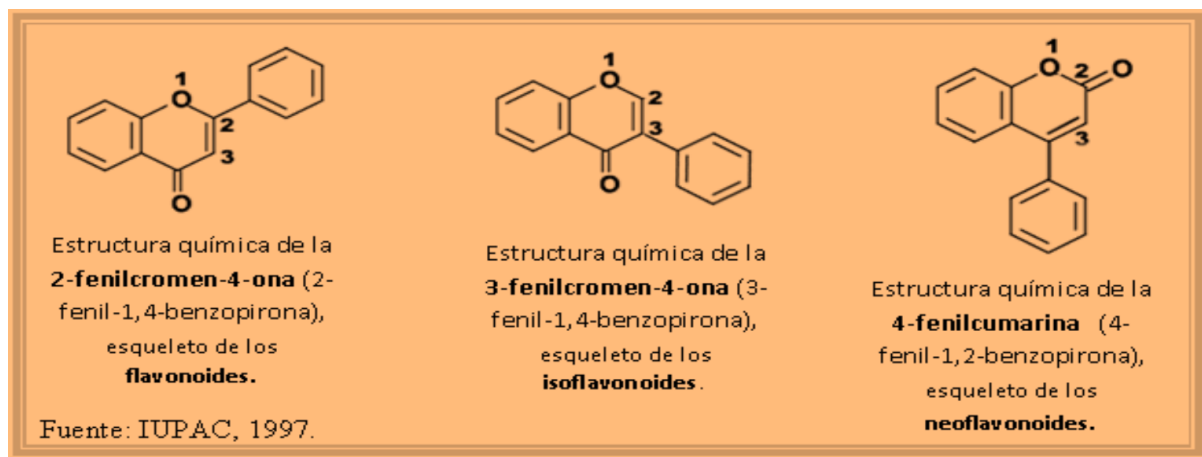 1
O
2
3
O
Estructura química de la
2-fenilcromen-4-ona (2-
fenil-1,4-benzopirona),
esqueleto de los
flavonoides.
1
O
2
3
O
Estructura química de la
3-fenilcromen-4-ona (3-
fenil-1,4-benzopirona),
esqueleto de los
isoflavonoides.
1
O
2
O
3
Estructura química de la
4-fenilcumarina (4-
fenil-1,2-benzopirona),
esqueleto de los
neoflavonoides.
Fuente: IUPAC, 1997.